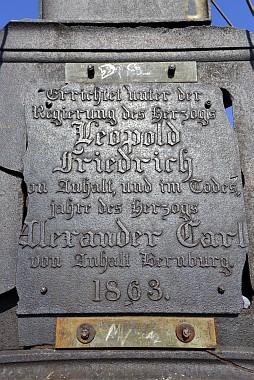 Errichtet unter der
Regierung des Herzogs
Leopold
Friedrich
von Anhalt, und im Todes,
jahr des Herzogs
Alexander Carl
von Anhalt Bernburg,
1863.